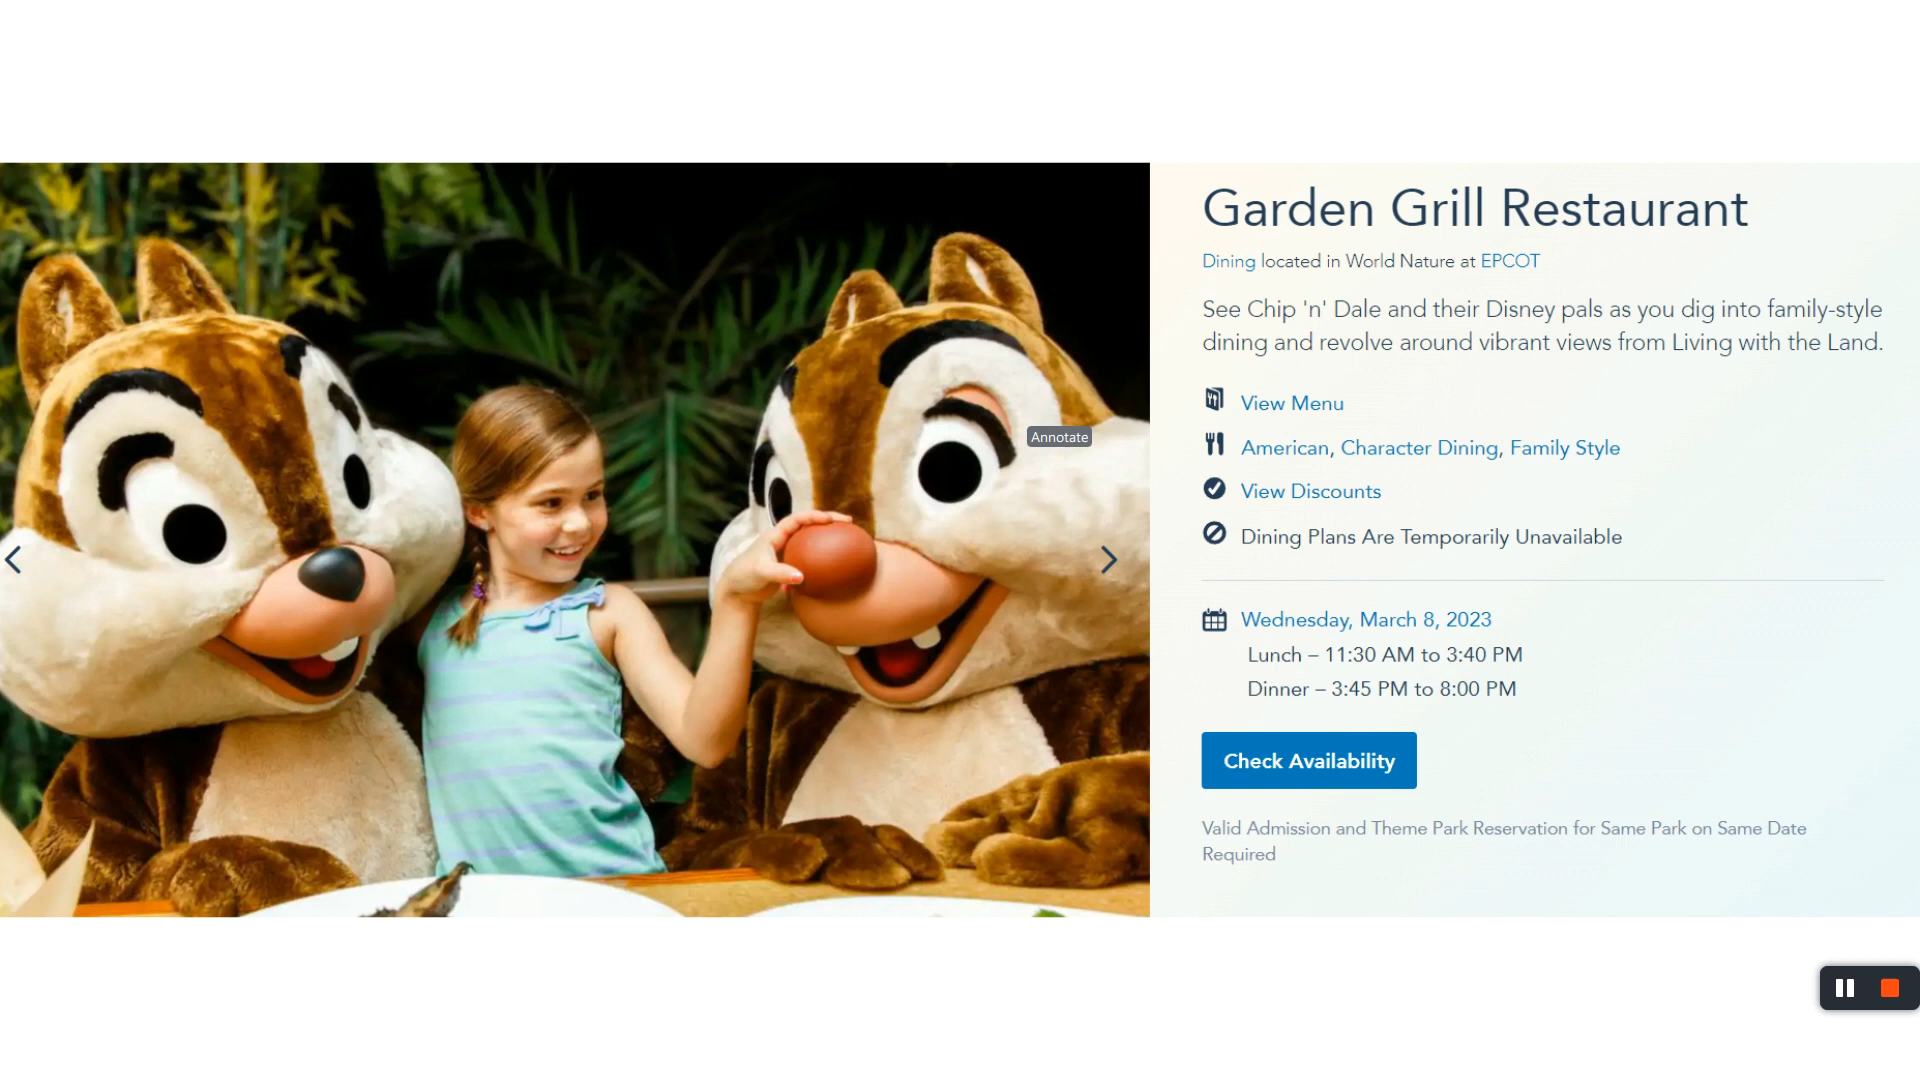 Garden Grill Restaurant
Dining located in World Nature at EPCOT
See Chip 'n' Dale and their Disney pals as you dig into family-style
dining and revolve around vibrant views from Living with the Land.
View Menu
Annotate
American, Character Dining, Family Style
View Discounts
Dining Plans Are Temporarily Unavailable
Wednesday, March 8, 2023
Lunch – 11:30 AM to 3:40 PM
Dinner – 3:45 PM to 8:00 PM
Check Availability
Valid Admission and Theme Park Reservation for Same Park on Same Date
Required